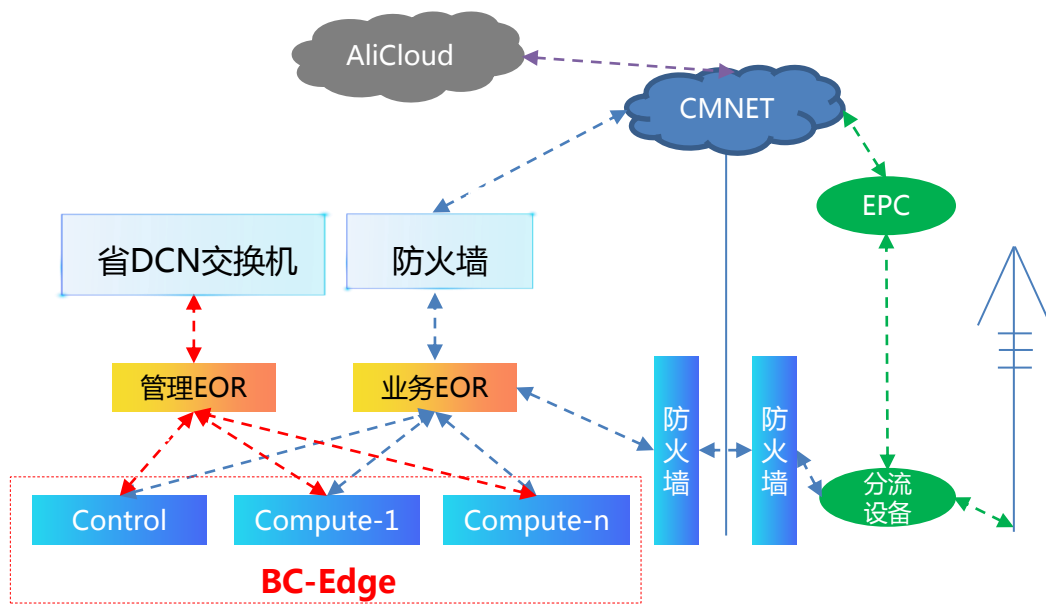 AliCloud
CMNET
EPC
省DCN交换机
防火墙
管理EOR
业务EOR
防
火
墙
防
火
墙
分流
设备
Control
Compute-1
Compute-n
BC-Edge